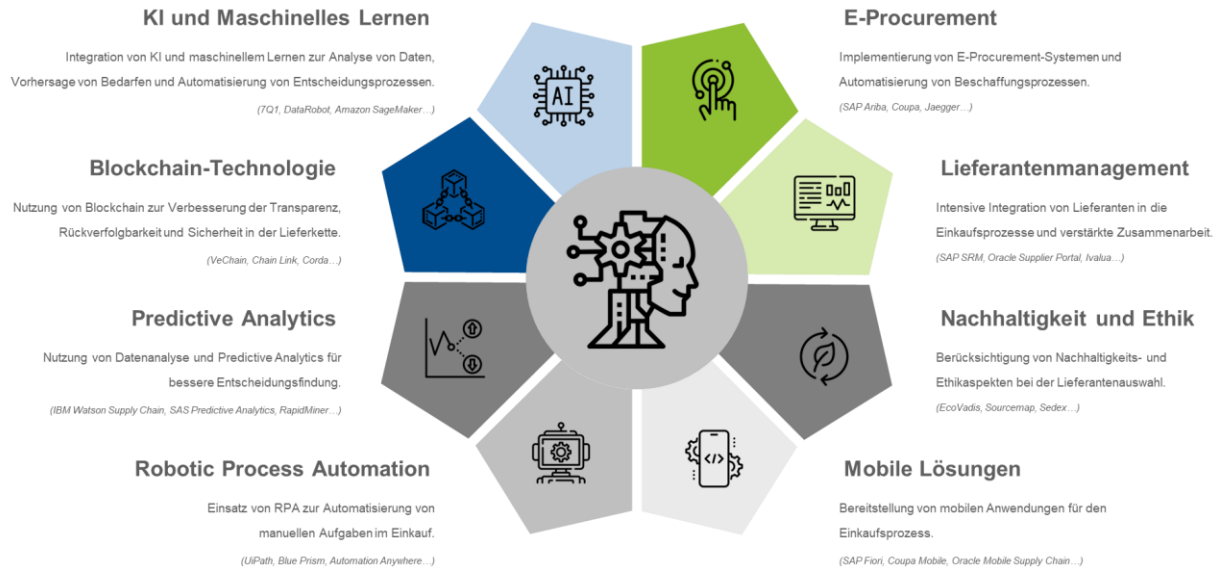 KI und Maschinelles Lernen
Integration von KI und maschinellem Lernen zur Analyse von Daten,
Vorhersage von Bedarfen und Automatisierung von Entscheidungsprozessen.
(7Q1, DataRobot, Amazon SageMaker…)
Blockchain-Technologie
Nutzung von Blockchain zur Verbesserung der Transparenz,
Rückverfolgbarkeit und Sicherheit in der Lieferkette.
(VeChain, Chain Link, Corda…)
Predictive Analytics
Nutzung von Datenanalyse und Predictive Analytics für
bessere Entscheidungsfindung.
(IBM Watson Supply Chain, SAS Predictive Analytics, RapidMiner…)
Robotic Process Automation
Einsatz von RPA zur Automatisierung von
manuellen Aufgaben im Einkauf.
(UiPath, Blue Prism, Automation Anywhere…)
AI
</>
E-Procurement
Implementierung von E-Procurement-Systemen und
Automatisierung von Beschaffungsprozessen.
(SAP Ariba, Coupa, Jaegger…)
Lieferantenmanagement
Intensive Integration von Lieferanten in die
Einkaufsprozesse und verstärkte Zusammenarbeit.
(SAP SRM, Oracle Supplier Portal, Ivalua…)
Nachhaltigkeit und Ethik
Berücksichtigung von Nachhaltigkeits- und
Ethikaspekten bei der Lieferantenauswahl.
(EcoVadis, Sourcemap, Sedex…)
Mobile Lösungen
Bereitstellung von mobilen Anwendungen für den
Einkaufsprozess.
(SAP Fiori, Coupa Mobile, Oracle Mobile Supply Chain…)